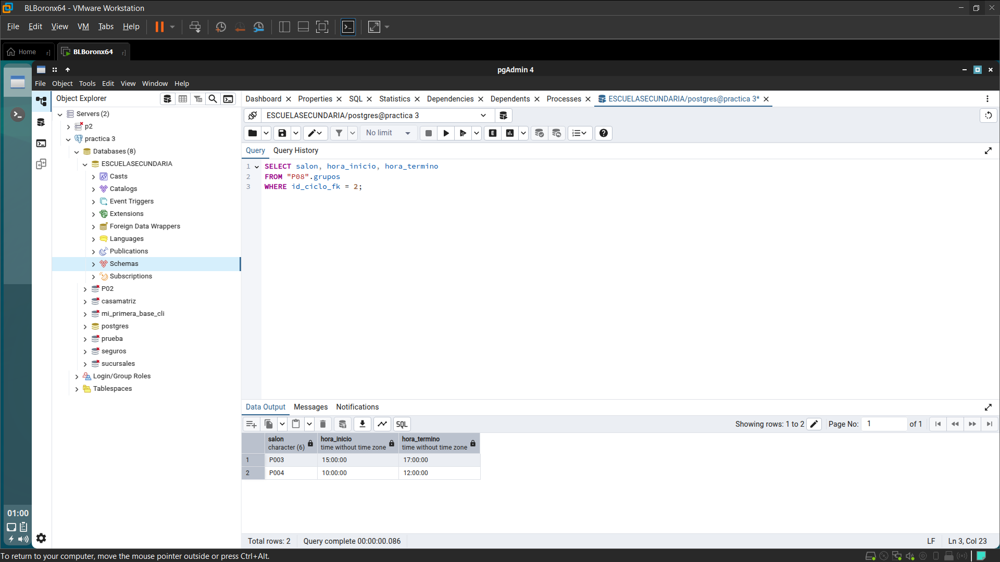 BLBoronx64 - VMware Workstation
File Edit View VM Tabs Help
Home
BLBoronx64
pgAdmin 4
File Object Tools Edit View Window Help
Object Explorer
Dashboard Properties SQL Statistics Dependencies Dependents Processes ESCUELASECUNDARIA/postgres@practica 3*
Servers (2)
p2
practica 3
Databases (8)
ESCUELASECUNDARIA
Casts
Catalogs
Event Triggers
Extensions
Foreign Data Wrappers
Languages
Publications
Schemas
Subscriptions
P02
casamatriz
mi_primera_base_cli
postgres
prueba
seguros
sucursales
Login/Group Roles
Tablespaces
ESCUELASECUNDARIA/postgres@practica 3
No limit
E
Query Query History
1 SELECT salon, hora_inicio, hora_termino
2 FROM "P08".grupos
3 WHERE id_ciclo_fk = 2;
Data Output Messages Notifications
SQL
Showing rows: 1 to 2 Page No: 1 of 1
salon hora_inicio hora_termino
character (6) time without time zone time without time zone
1 P003 15:00:00 17:00:00
2 P004 10:00:00 12:00:00
Total rows: 2 Query complete 00:00:00.086 LF Ln 3, Col 23
01:00
To return to your computer, move the mouse pointer outside or press Ctrl+Alt.